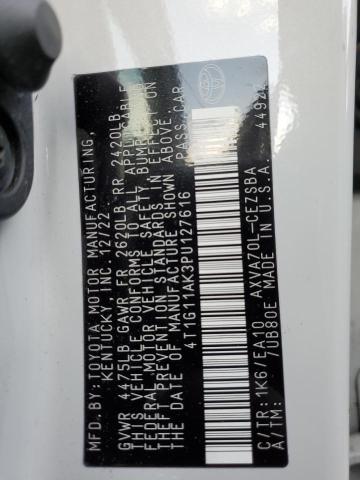 MFD. BY: TOYOTA MOTOR MANUFACTURING,
KENTUCKY, INC. 12/22
GVWR 4475LB GAWR FR 2620LB RR 2420LB
THIS VEHICLE CONFORMS TO ALL APPLICABLE
FEDERAL MOTOR VEHICLE SAFETY, BUMPER, AND
THEFT PREVENTION STANDARDS IN EFFECT ON
THE DATE OF MANUFACTURE SHOWN ABOVE.
4T1G11AK3PU127616 PASS.CAR
C/TR: 1K6/EA10 AXVA70L-CEZSBA
A/TM: /UB80E MADE IN U.S.A. 4492